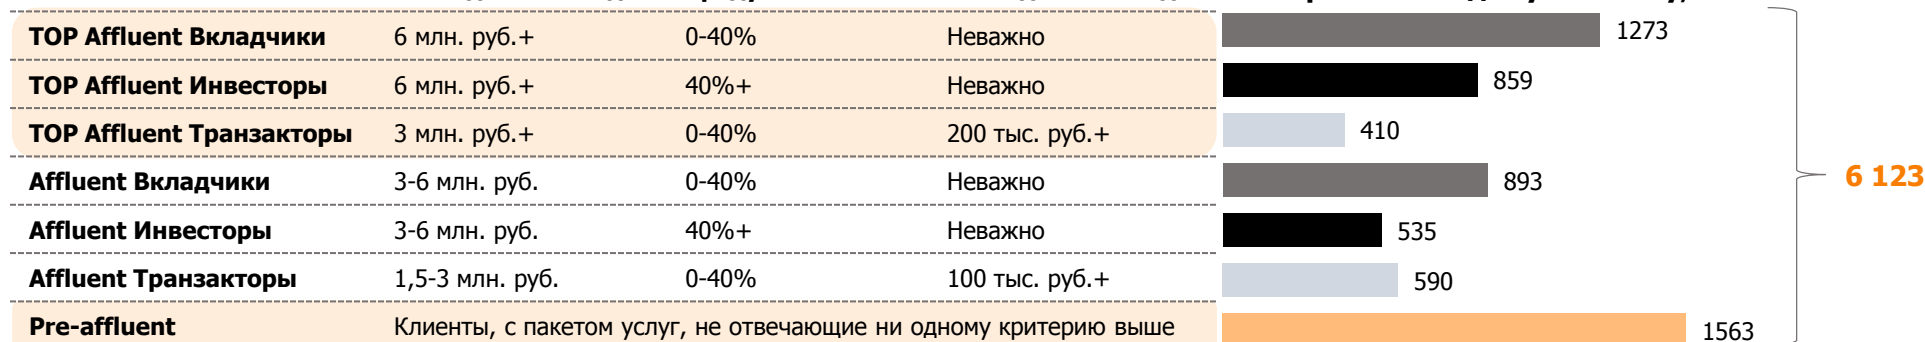 TOP Affluent Вкладчики 6 млн. руб.+ 0-40% Неважно 1273
TOP Affluent Инвесторы 6 млн. руб.+ 40%+ Неважно 859
TOP Affluent Транзакторы 3 млн. руб.+ 0-40% 200 тыс. руб.+ 410
Affluent Вкладчики 3-6 млн. руб. 0-40% Неважно 893
6 123
Affluent Инвесторы 3-6 млн. руб. 40%+ Неважно 535
Affluent Транзакторы 1,5-3 млн. руб. 0-40% 100 тыс. руб.+ 590
Pre-affluent Клиенты, с пакетом услуг, не отвечающие ни одному критерию выше 1563